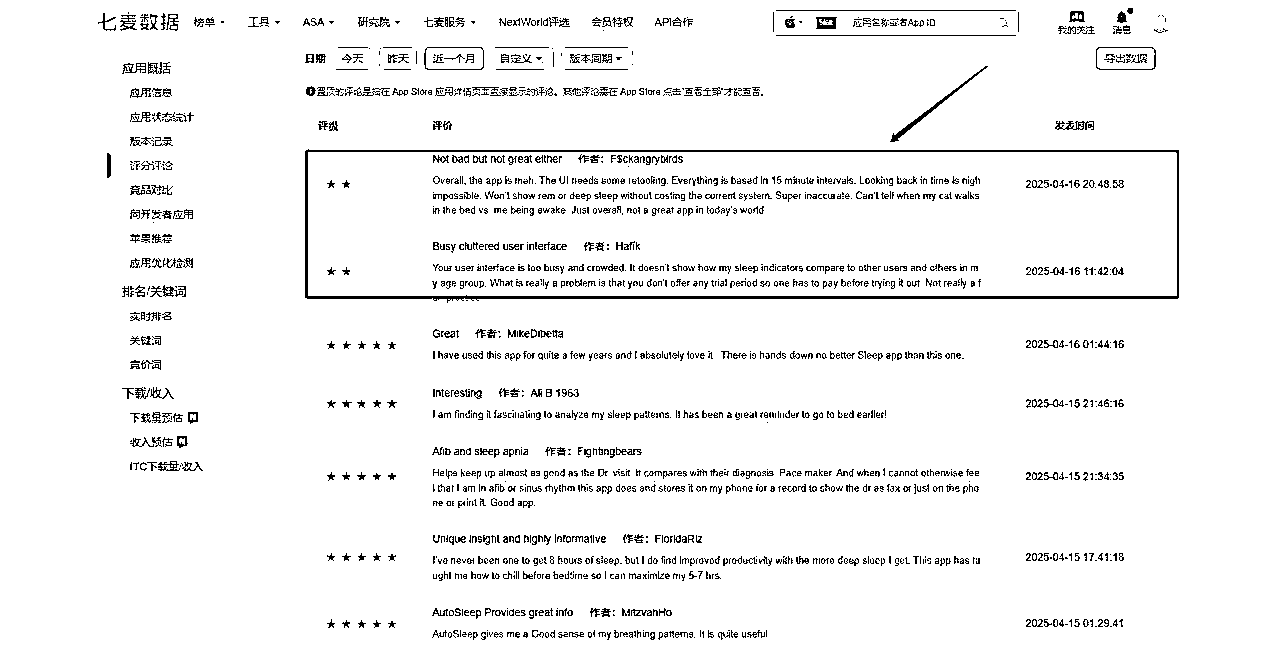 七麦数据 榜单 工具 ASA 研究院 七麦服务 NextWorld评选 会员特权 API合作 应用名称或者App ID 我的关注 消息
日期 今天 昨天 近一个月 自定义 版本周期 导出数据
应用概括
应用信息
应用状态统计
版本记录
评分评论
竞品对比
同开发者应用
苹果推荐
应用优化检测
排名/关键词
实时排名
关键词
竞价词
下载/收入
下载量预估
收入预估
ITC下载量/收入
置顶的评论是指在 App Store 应用详情页面直接显示的评论。其他评论需在 App Store 点击"查看全部"才能查看。
评级 评价 发表时间
Not bad but not great either 作者：F$ckangrybirds
Overall, the app is meh. The UI needs some retooling. Everything is based in 15 minute intervals. Looking back in time is nigh
impossible. Won't show rem or deep sleep without costing the current system. Super inaccurate. Can't tell when my cat walks
in the bed vs. me being awake. Just overall, not a great app in today's world
2025-04-16 20:48:58
Busy cluttered user interface 作者：Hafik
Your user interface is too busy and crowded. It doesn't show how my sleep indicators compare to other users and others in m
y age group. What is really a problem is that you don't offer any trial period so one has to pay before trying it out. Not really a f
air practice
2025-04-16 11:42:04
Great 作者：MikeDibetta
I have used this app for quite a few years and I absolutely love it. There is hands down no better Sleep app than this one.
2025-04-16 01:44:16
Interesting 作者：Ali B 1963
I am finding it fascinating to analyze my sleep patterns. It has been a great reminder to go to bed earlier!
2025-04-15 21:46:16
Afib and sleep apnia 作者：Fightingbears
Helps keep up almost as good as the Dr. visit. It compares with their diagnosis. Pace maker. And when I cannot otherwise fee
l that I am in afib or sinus rhythm this app does and stores it on my phone for a record to show the dr as fax or just on the pho
ne or print it. Good app.
2025-04-15 21:34:35
Unique insight and highly informative 作者：FloridaRiz
I've never been one to get 8 hours of sleep, but I do find improved productivity with the more deep sleep I get. This app has ta
ught me how to chill before bedtime so I can maximize my 5-7 hrs.
2025-04-15 17:41:18
AutoSleep Provides great info 作者：MitzvahHo
AutoSleep gives me a Good sense of my breathing patterns. It is quite useful
2025-04-15 01:29:41